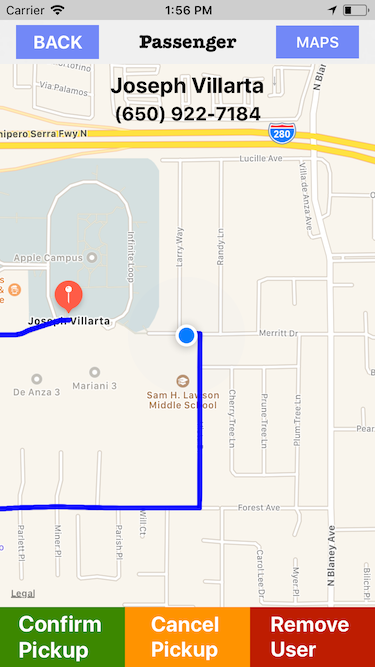 Carrier 1:56 PM
BACK Passenger MAPS
Joseph Villarta
(650) 922-7184
Via Palomas
nipero Serra Fwy N
280
N Blan
Lucille Ave
Villa de Anza Ave
Larry Way
Randy Ln
Infinite Loop
Apple Campus
Joseph Villarta
Merritt Dr
De Anza 3
Mariani 3
Sam H. Lawson
Middle School
Cherry Tree Ln
Prune Tree Ln
Plum Tree Ln
Pear
Forest Ave
Parlett Pl
Miner Pl
Parish Pl
Will Ct
Carol Lee Dr
Myer Pl
N Blaney Ave
Bilich Pl
Legal
Confirm
Pickup
Cancel
Pickup
Remove
User